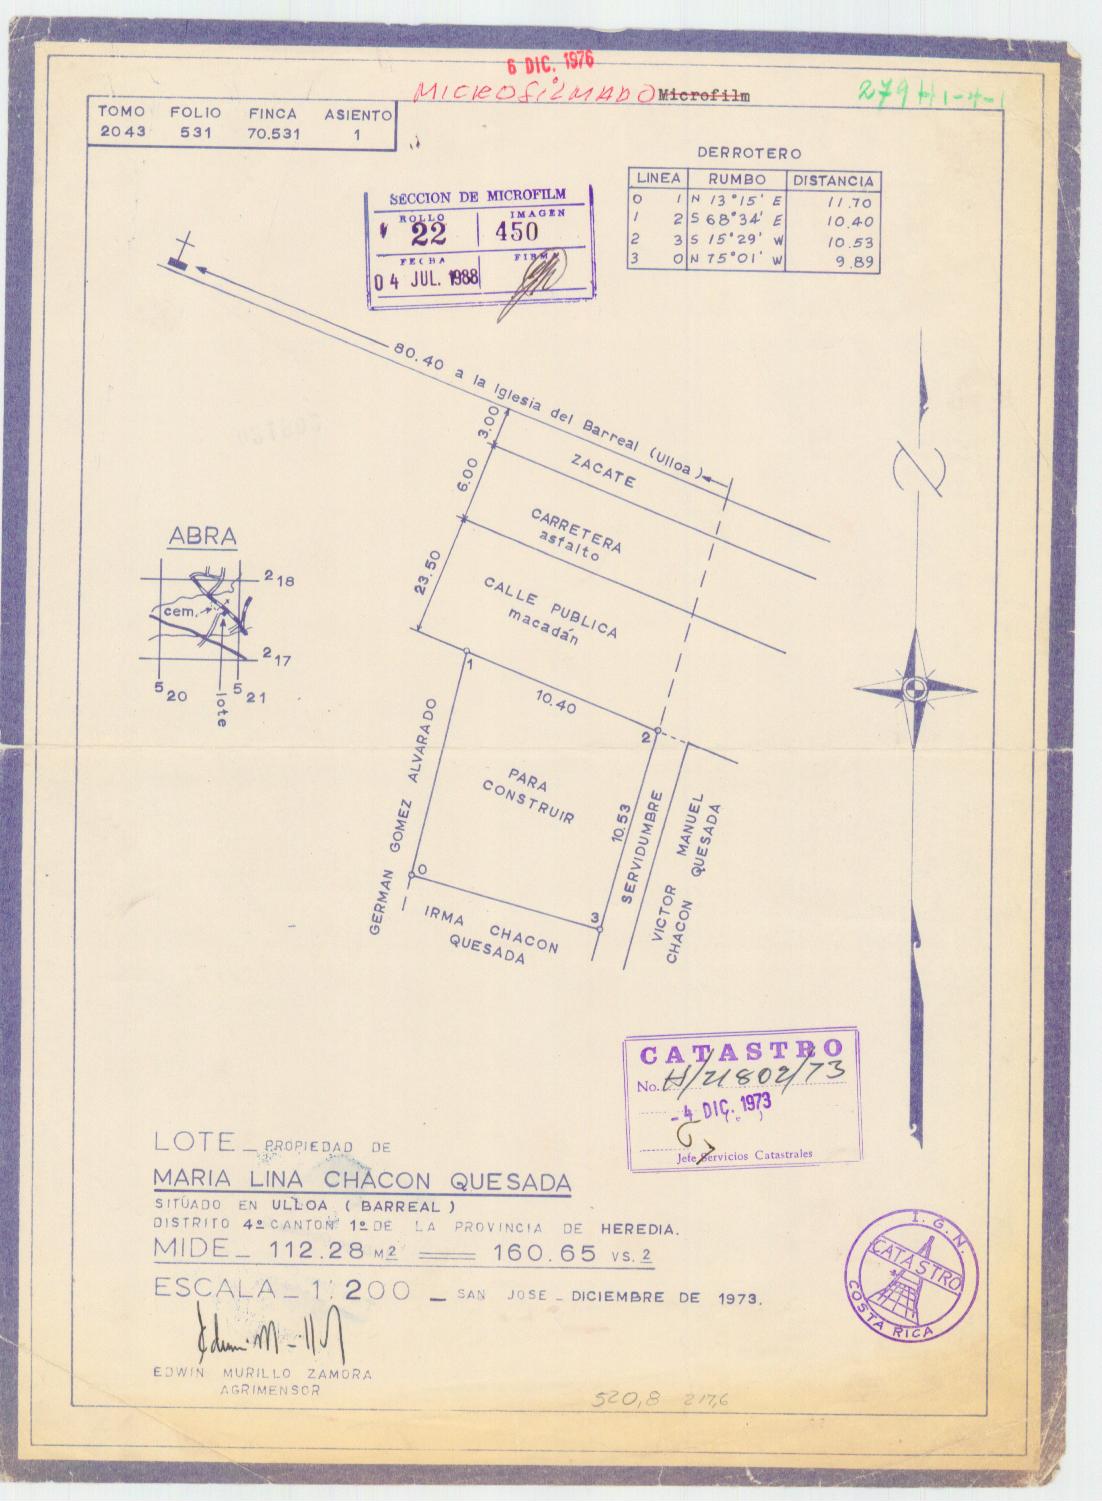 6 DIC. 1976
MICROFILMADO Microfilm
279 H-1-4-1
TOMO FOLIO FINCA ASIENTO
2043 531 70.531 1
DERROTERO
LINEA RUMBO DISTANCIA
0 1 N 13°15' E 11.70
1 2 S 68°34' E 10.40
2 3 S 15°29' W 10.53
3 0 N 75°01' W 9.89
SECCION DE MICROFILM
ROLLO IMAGEN
22 450
FECHA FIRMA
04 JUL. 1988
80.40 a la Iglesia del Barreal (Ulloa)
3.00
ZACATE
6.00
CARRETERA
asfalto
23.50
CALLE PUBLICA
macadán
ABRA
218
cem.
217
520
521
lote
1
10.40
2
PARA
CONSTRUIR
GERMAN GOMEZ ALVARADO
10.53
SERVIDUMBRE
VICTOR MANUEL
CHACON QUESADA
0
3
IRMA CHACON
QUESADA
CATASTRO
No. H/21802/73
- 4 DIC. 1973
Jefe Servicios Catastrales
LOTE _ PROPIEDAD DE
MARIA LINA CHACON QUESADA
SITUADO EN ULLOA ( BARREAL )
DISTRITO 4º CANTON 1º DE LA PROVINCIA DE HEREDIA.
MIDE _ 112.28 M2 = 160.65 VS. 2
ESCALA _ 1:200 _ SAN JOSE _ DICIEMBRE DE 1973.
EDWIN MURILLO ZAMORA
AGRIMENSOR
I. G. N.
CATASTRO
COSTA RICA
520,8 217,6